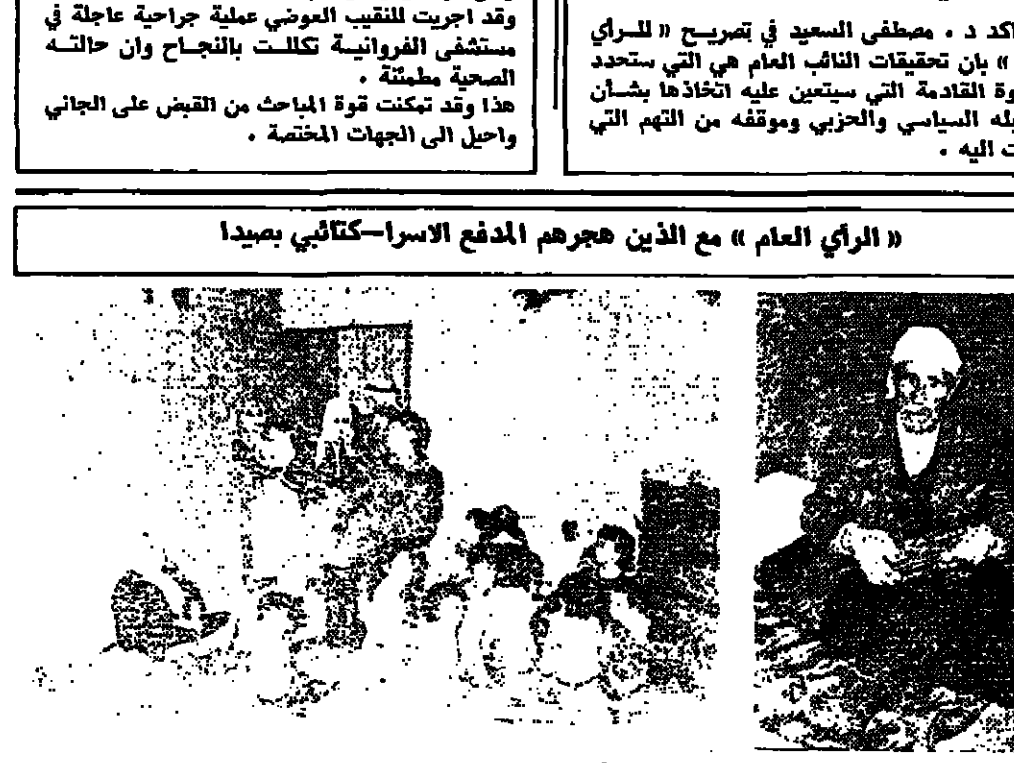 اكد د . مصطفى السعيد في تصريح « للرأي
» بان تحقيقات النائب العام هي التي ستحدد
وة القادمة التي سيتعين عليه اتخاذها بشأن
بله السياسي والحزبي وموقفه من التهم التي
ت اليه .
وقد اجريت للنقيب العوضي عملية جراحية عاجلة في
مستشفى الفروانية تكللت بالنجاح وان حالته
الصحية مطمئنة .
هذا وقد تمكنت قوة المباحث من القبض على الجاني
واحيل الى الجهات المختصة .
« الرأي العام » مع الذين هجرهم المدفع الاسرا—كتائبي بصيدا